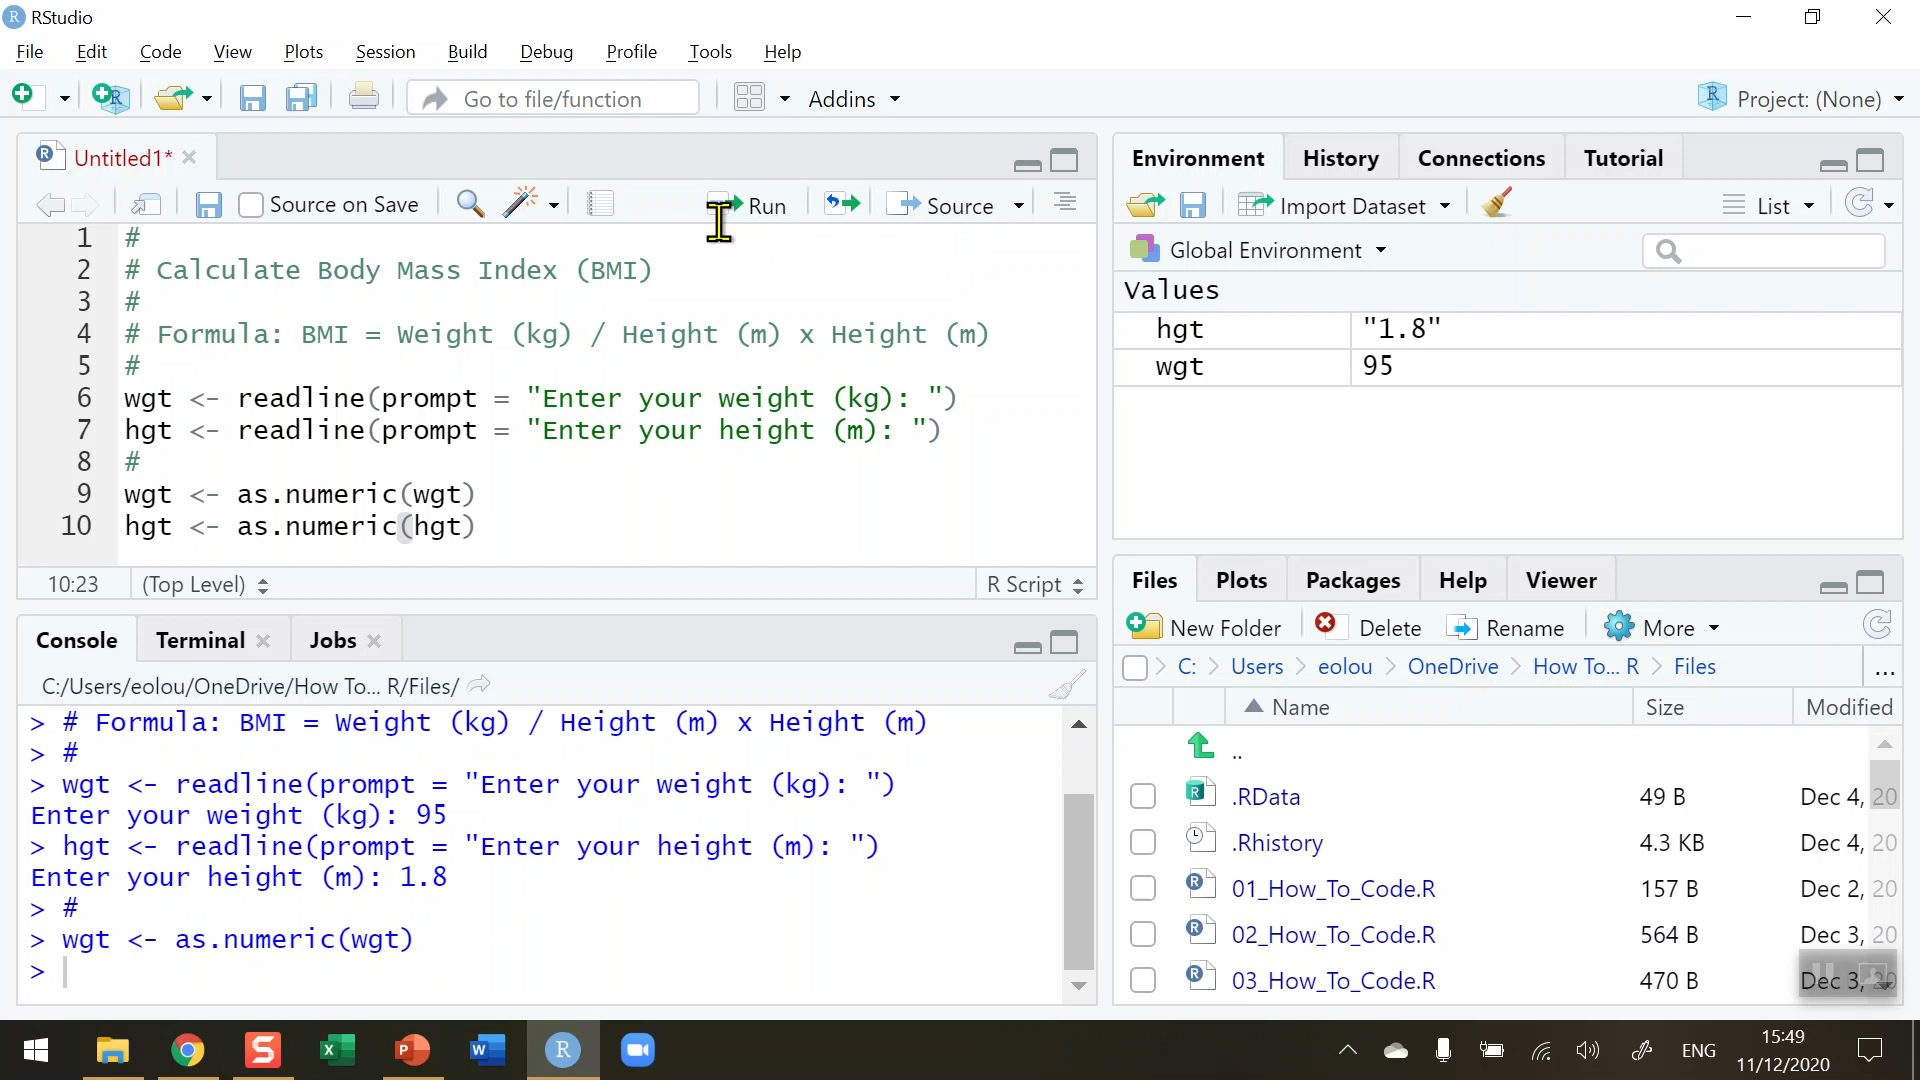 RStudio
File Edit Code View Plots Session Build Debug Profile Tools Help
Go to file/function Addins Project: (None)
Untitled1*
Source on Save Run Source
1 #
2 # Calculate Body Mass Index (BMI)
3 #
4 # Formula: BMI = Weight (kg) / Height (m) x Height (m)
5 #
6 wgt <- readline(prompt = "Enter your weight (kg): ")
7 hgt <- readline(prompt = "Enter your height (m): ")
8 #
9 wgt <- as.numeric(wgt)
10 hgt <- as.numeric(hgt)
10:23 (Top Level) R Script
Console Terminal Jobs
C:/Users/eolou/OneDrive/How To... R/Files/
> # Formula: BMI = Weight (kg) / Height (m) x Height (m)
> #
> wgt <- readline(prompt = "Enter your weight (kg): ")
Enter your weight (kg): 95
> hgt <- readline(prompt = "Enter your height (m): ")
Enter your height (m): 1.8
> #
> wgt <- as.numeric(wgt)
>
Environment History Connections Tutorial
Import Dataset List
Global Environment
Values
hgt "1.8"
wgt 95
Files Plots Packages Help Viewer
New Folder Delete Rename More
C: Users eolou OneDrive How To... R Files ...
Name Size Modified
..
.RData 49 B Dec 4, 20
.Rhistory 4.3 KB Dec 4, 20
01_How_To_Code.R 157 B Dec 2, 20
02_How_To_Code.R 564 B Dec 3, 20
03_How_To_Code.R 470 B Dec 3, 20
ENG 15:49
11/12/2020